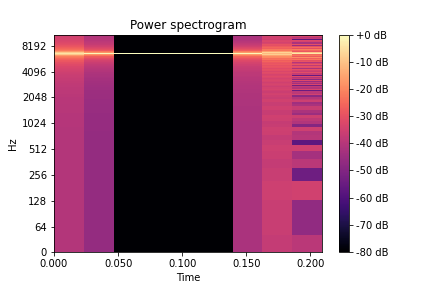 Power spectrogram
Hz
8192
4096
2048
1024
512
256
128
64
0
0.000 0.050 0.100 0.150 0.200
Time
+0 dB
-10 dB
-20 dB
-30 dB
-40 dB
-50 dB
-60 dB
-70 dB
-80 dB